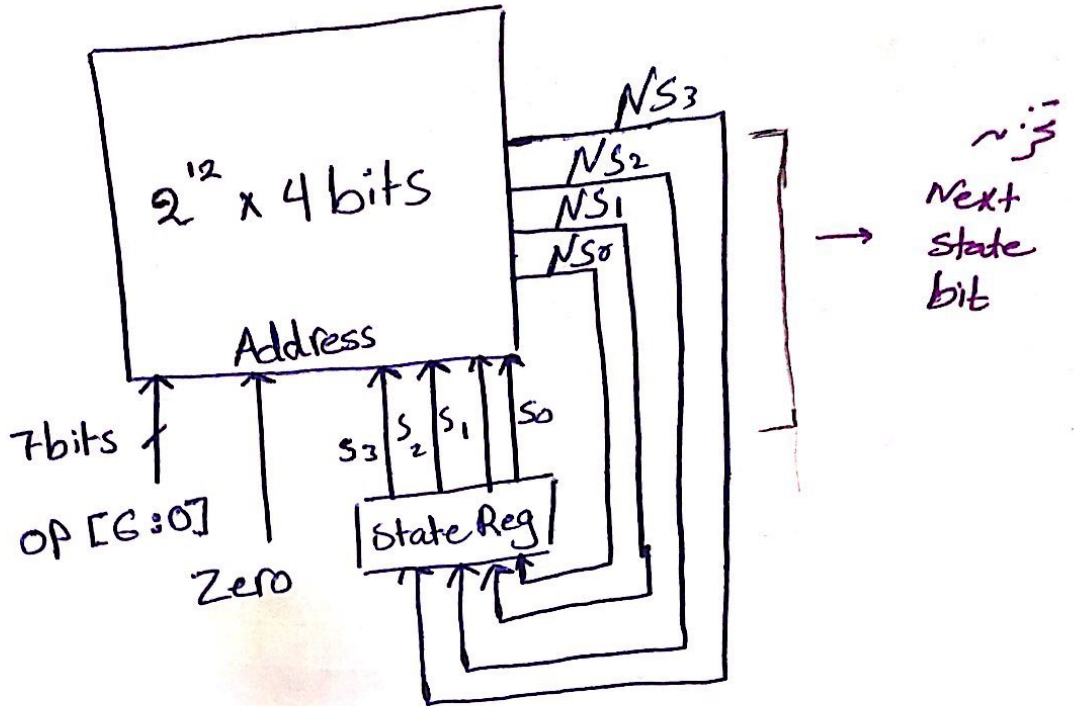 2^12 x 4 bits
Address
NS3
NS2
NS1
NS0
Next
state
bit
7bits
OP [6:0]
Zero
S3
S2
S1
S0
State Reg